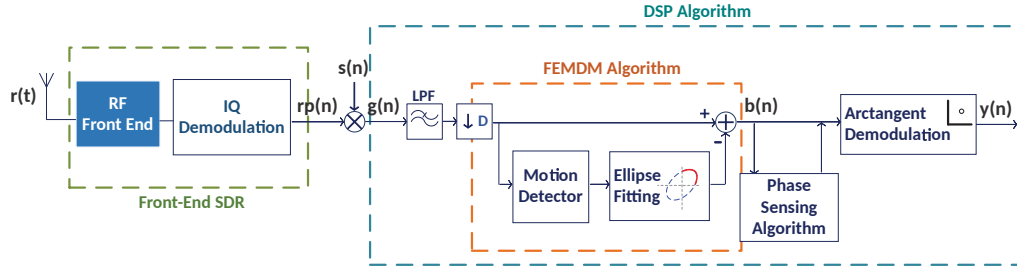 DSP Algorithm
FEMDM Algorithm
s(n)
r(t)
RF
Front End
IQ
Demodulation
rp(n)
g(n)
LPF
↓ D
+
-
b(n)
Arctangent
Demodulation
y(n)
Motion
Detector
Ellipse
Fitting
Phase
Sensing
Algorithm
Front-End SDR